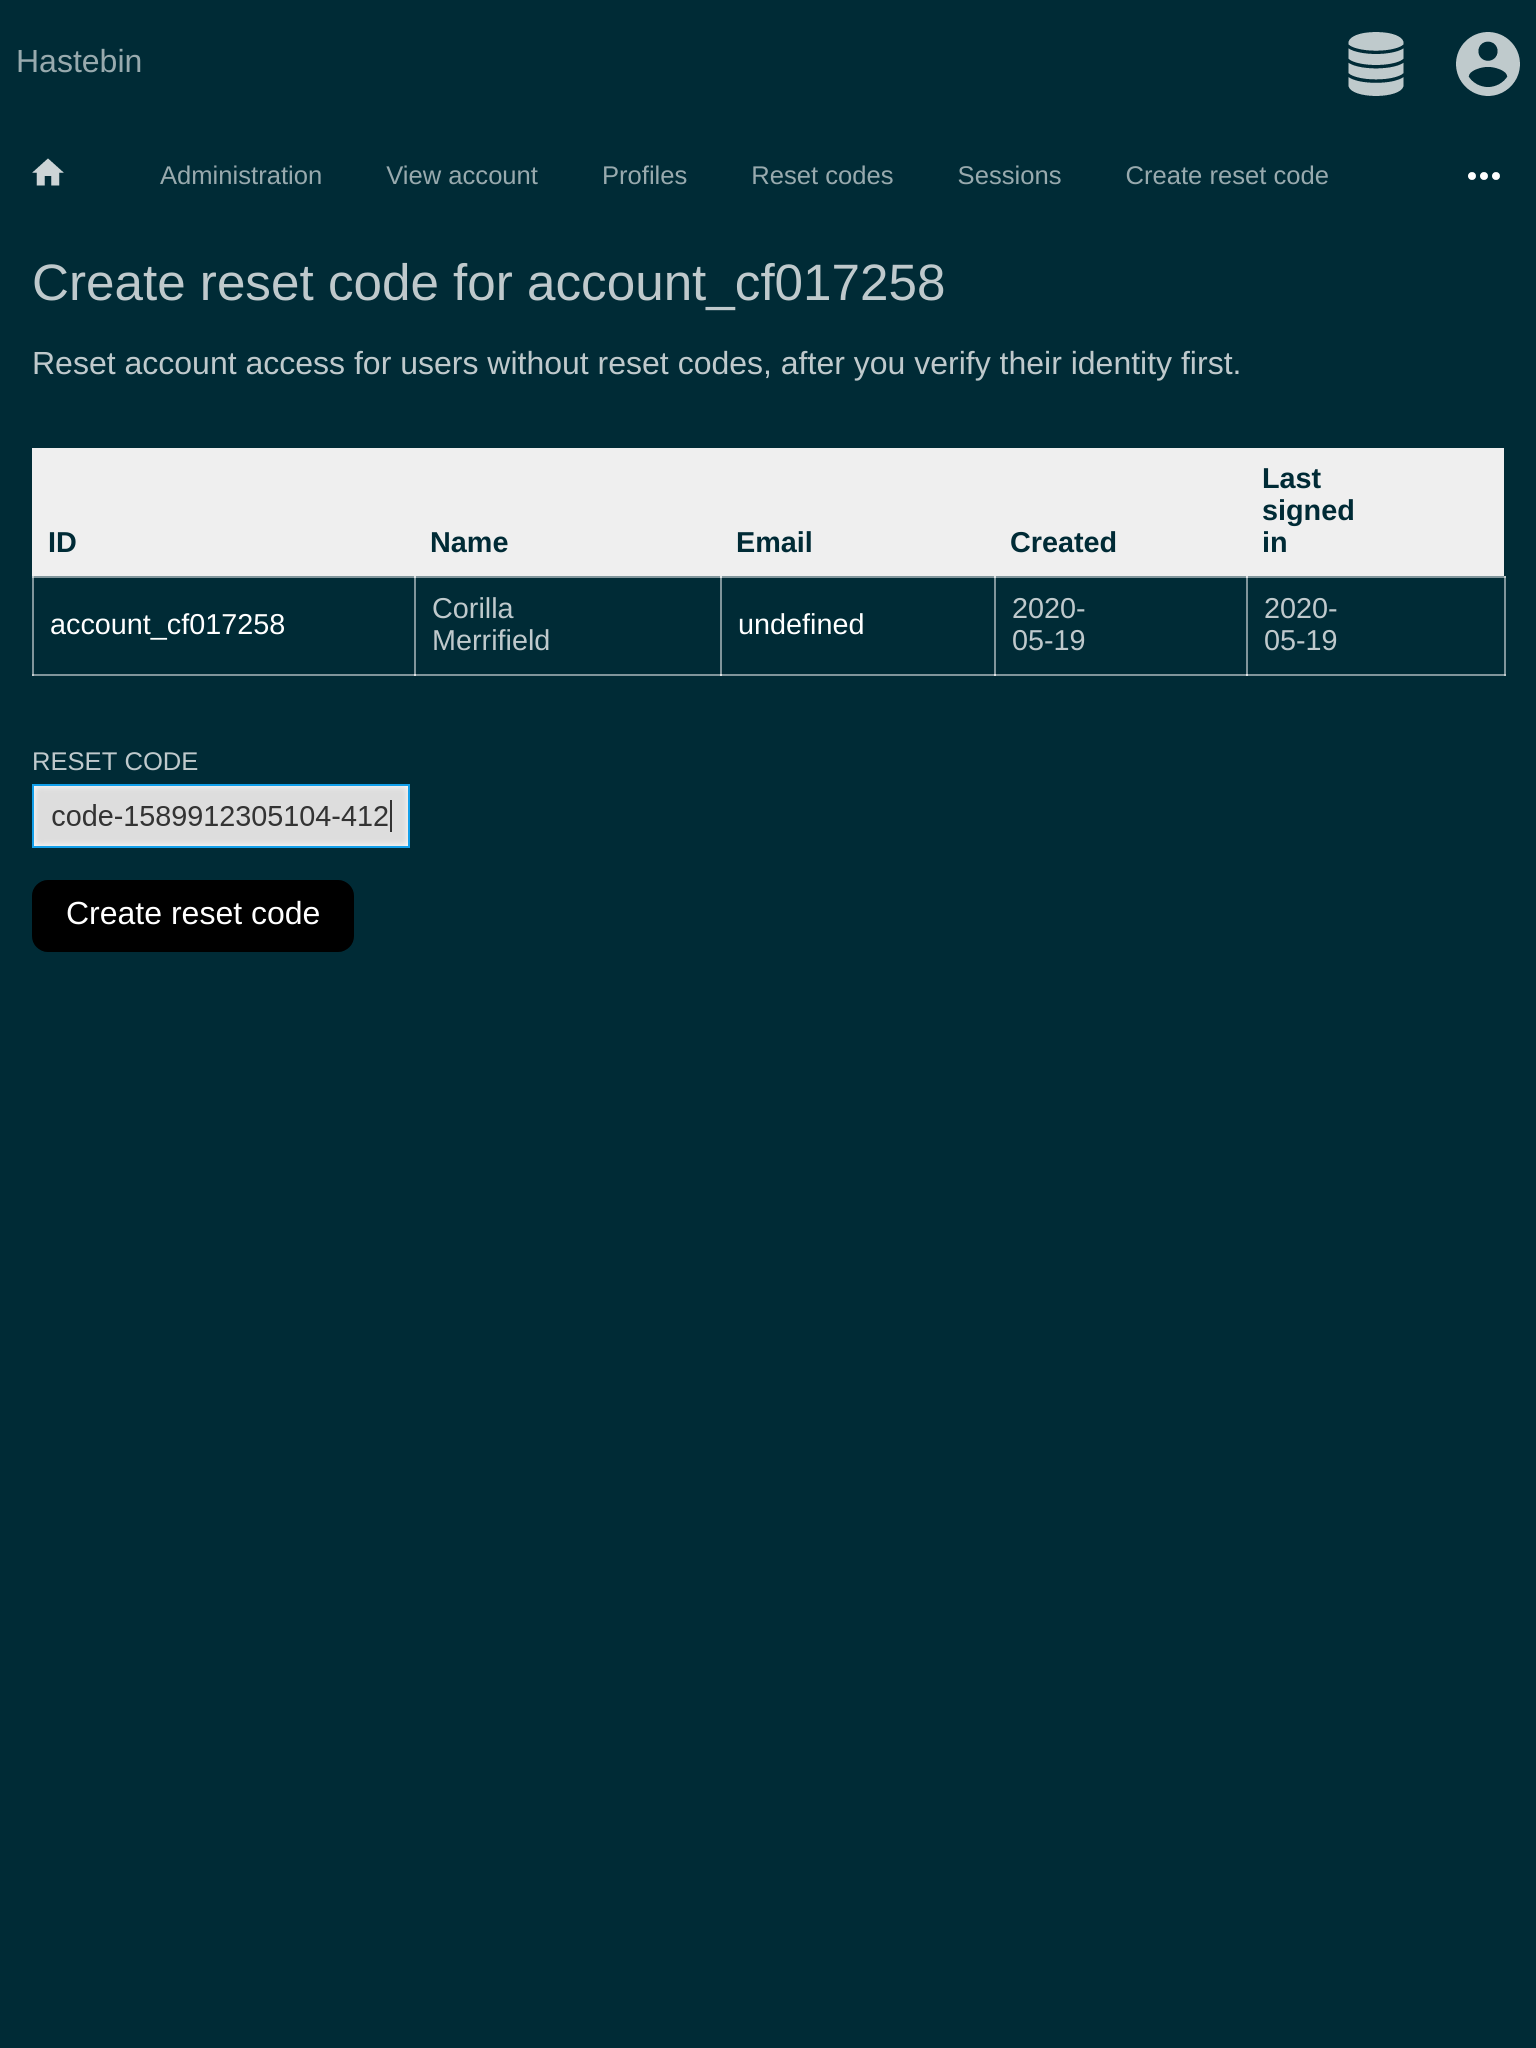 Hastebin
Administration View account Profiles Reset codes Sessions Create reset code
Create reset code for account_cf017258
Reset account access for users without reset codes, after you verify their identity first.
Last
signed
ID Name Email Created in
Corilla 2020- 2020-
account_cf017258 undefined
Merrifield 05-19 05-19
RESET CODE
code-1589912305104-412
Create reset code